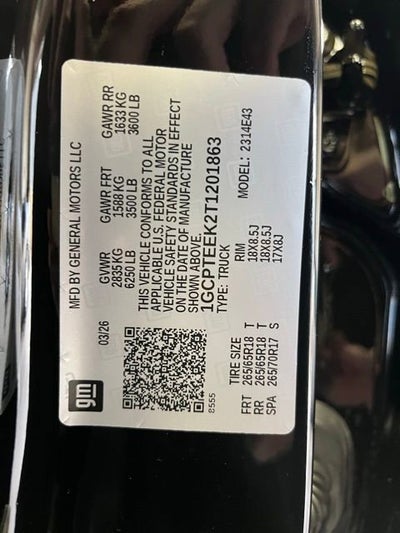 gm
MFD BY GENERAL MOTORS LLC
03/26
GVWR GAWR FRT GAWR RR
2835 KG 1588 KG 1633 KG
6250 LB 3500 LB 3600 LB
THIS VEHICLE CONFORMS TO ALL
APPLICABLE U.S. FEDERAL MOTOR
VEHICLE SAFETY STANDARDS IN EFFECT
ON THE DATE OF MANUFACTURE
SHOWN ABOVE.
1GCPTEEK2T1201863
TYPE: TRUCK MODEL: 2314E43
8555
TIRE SIZE RIM
FRT 265/65R18 T 18X8.5J
RR 265/65R18 T 18X8.5J
SPA 265/70R17 S 17X8J